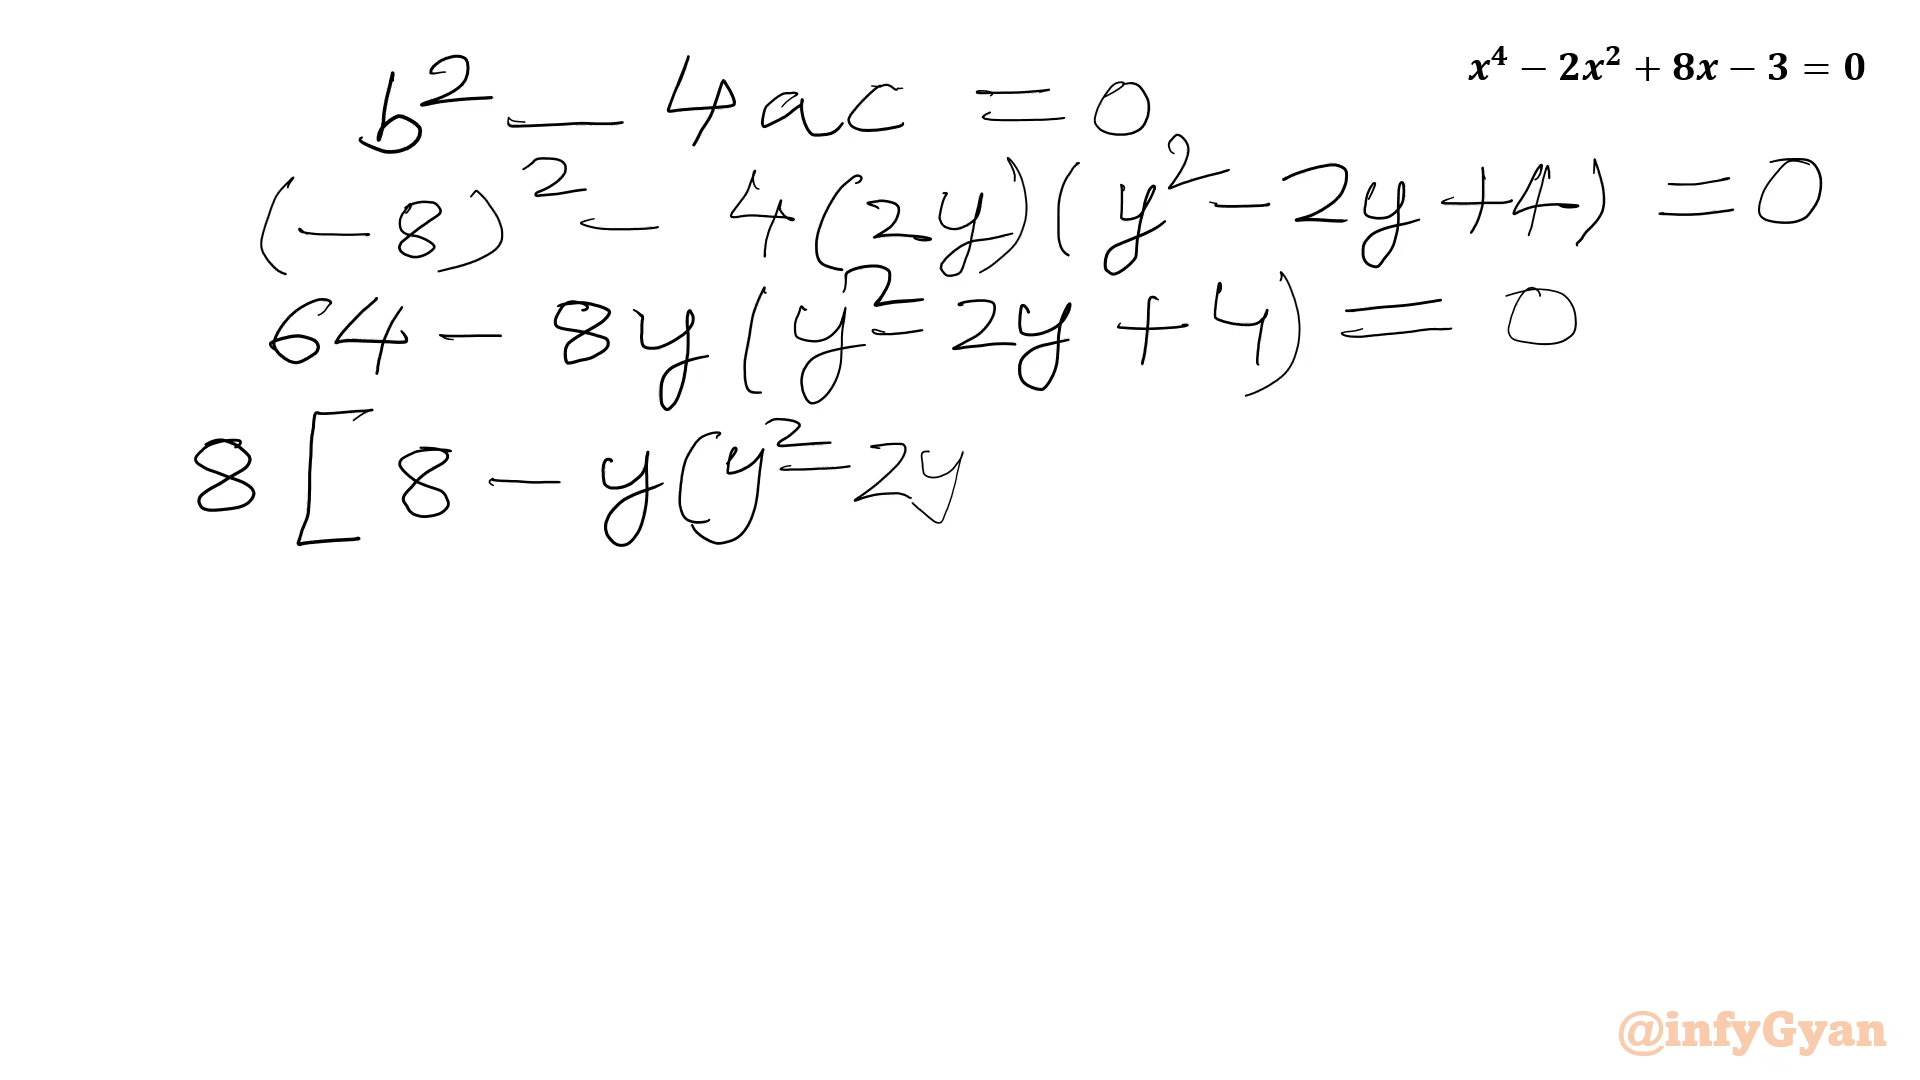 x⁴ − 2x² + 8x − 3 = 0
b² − 4ac = 0
(−8)² − 4(2y)(y² − 2y + 4) = 0
64 − 8y(y² − 2y + 4) = 0
8[8 − y(y² − 2y
@infyGyan